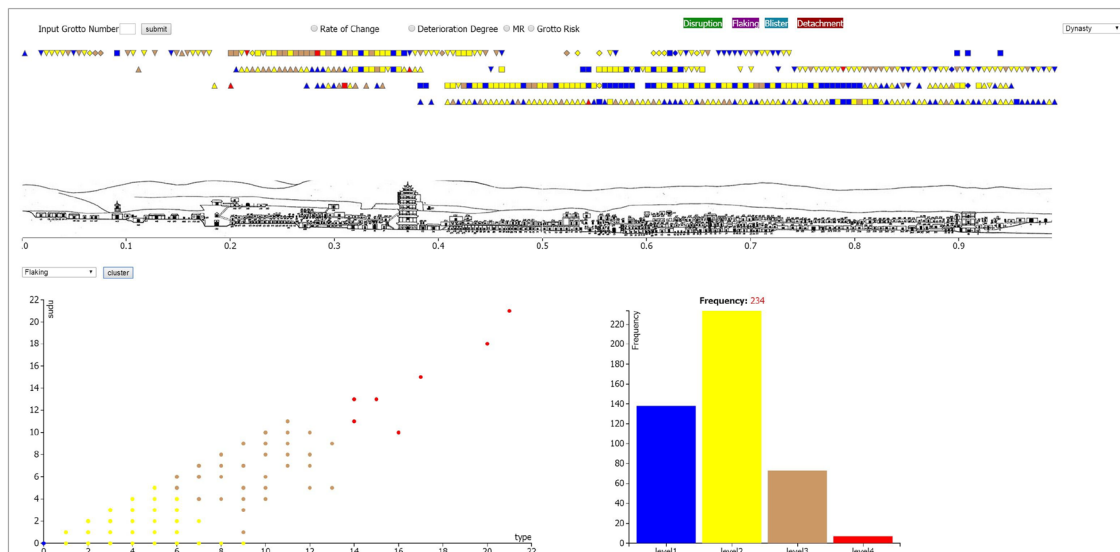 Input Grotto Number submit Rate of Change Deterioration Degree MR Grotto Risk Disruption Flaking Blister Detachment Dynasty
.0 0.1 0.2 0.3 0.4 0.5 0.6 0.7 0.8 0.9
Flaking cluster
sudu
22
20
18
16
14
12
10
8
6
4
2
0
0 2 4 6 8 10 12 14 16 18 20 22
type
Frequency: 234
Frequency
220
200
180
160
140
120
100
80
60
40
20
0
level1 level2 level3 level4